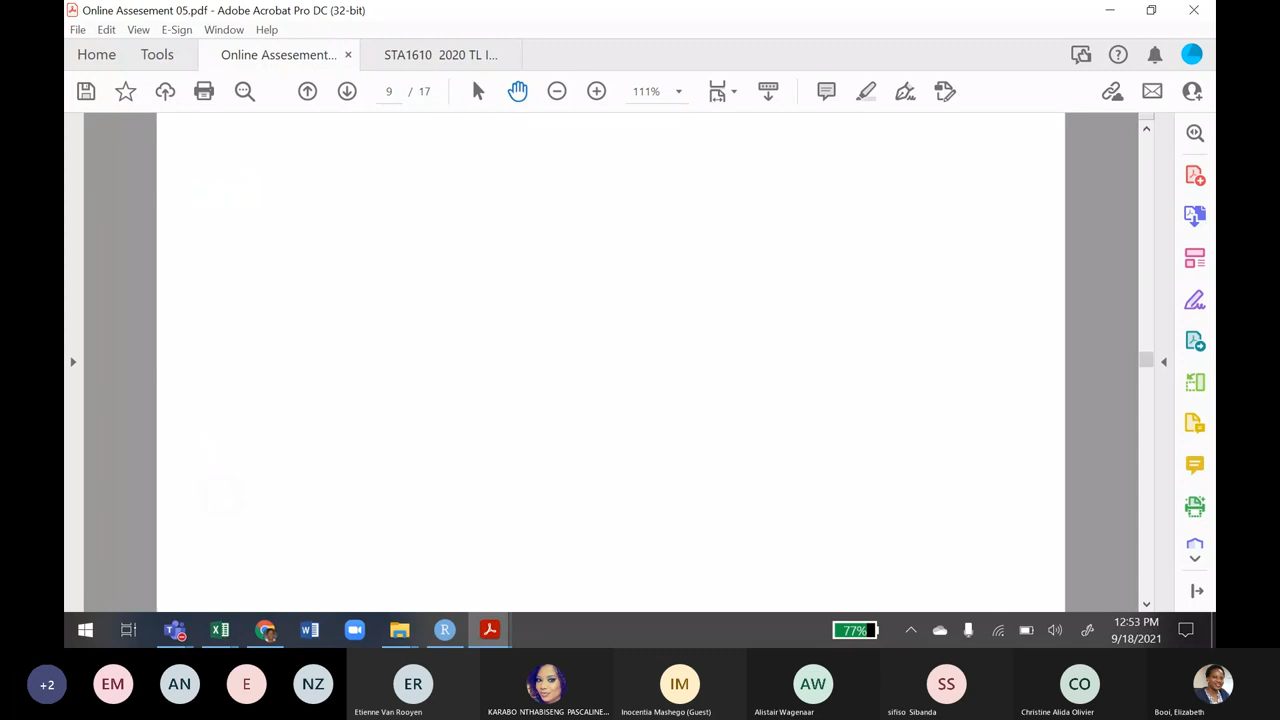 Online Assesement 05.pdf - Adobe Acrobat Pro DC (32-bit)
File Edit View E-Sign Window Help
Home Tools Online Assesement... × STA1610 2020 TL I...
9 / 17 111%
77% 12:53 PM
9/18/2021
+2 EM AN E NZ ER IM AW SS CO
Etienne Van Rooyen KARABO NTHABISENG PASCALINE... Inocentia Mashego (Guest) Alistair Wagenaar sifiso Sibanda Christine Alida Olivier Booi, Elizabeth